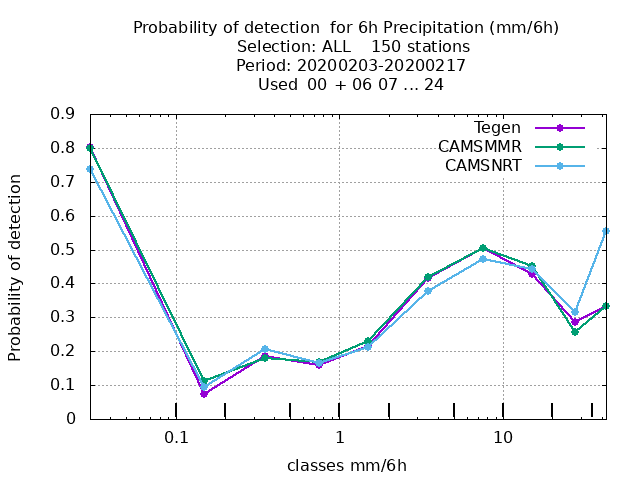 Probability of detection  for 6h Precipitation (mm/6h)
Selection: ALL    150 stations
Period: 20200203-20200217
Used  00  + 06 07 ... 24
Tegen
CAMSMMR
CAMSNRT
0.9
0.8
0.7
0.6
0.5
0.4
0.3
0.2
0.1
0
Probability of detection
0.1
1
10
classes mm/6h